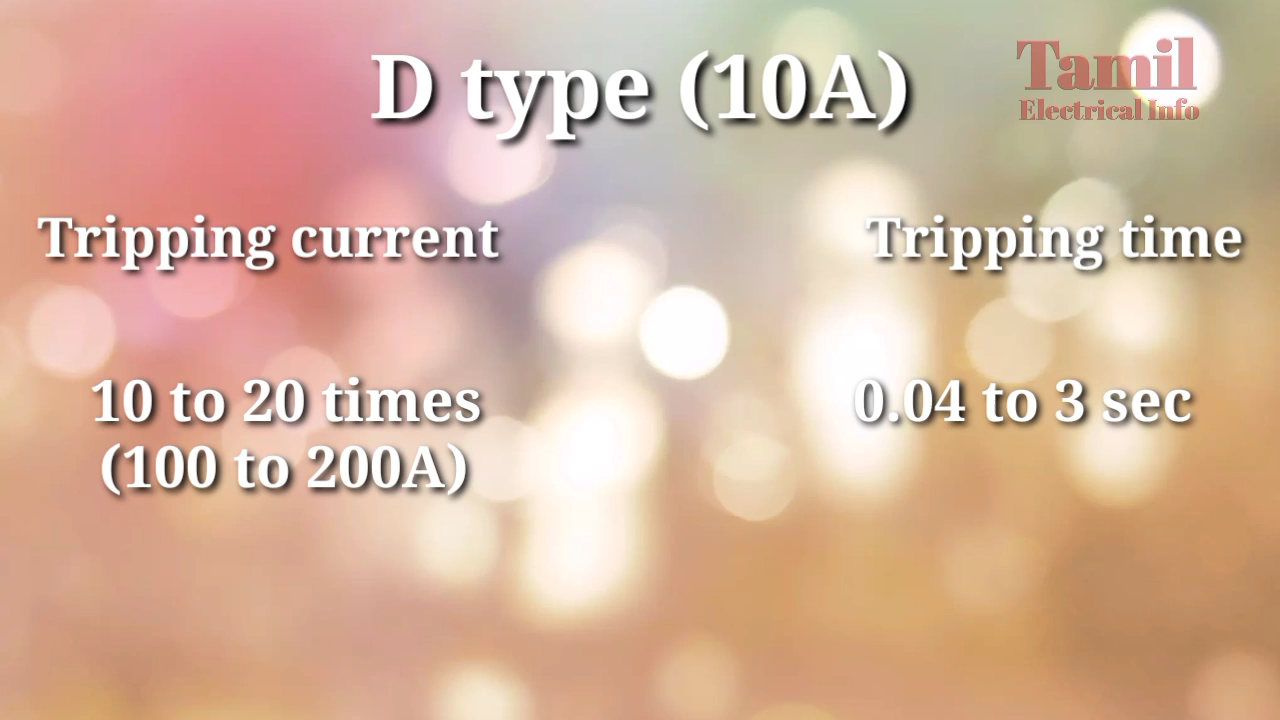 D type (10A)
Tamil
Electrical Info
Tripping current
Tripping time
10 to 20 times
(100 to 200A)
0.04 to 3 sec